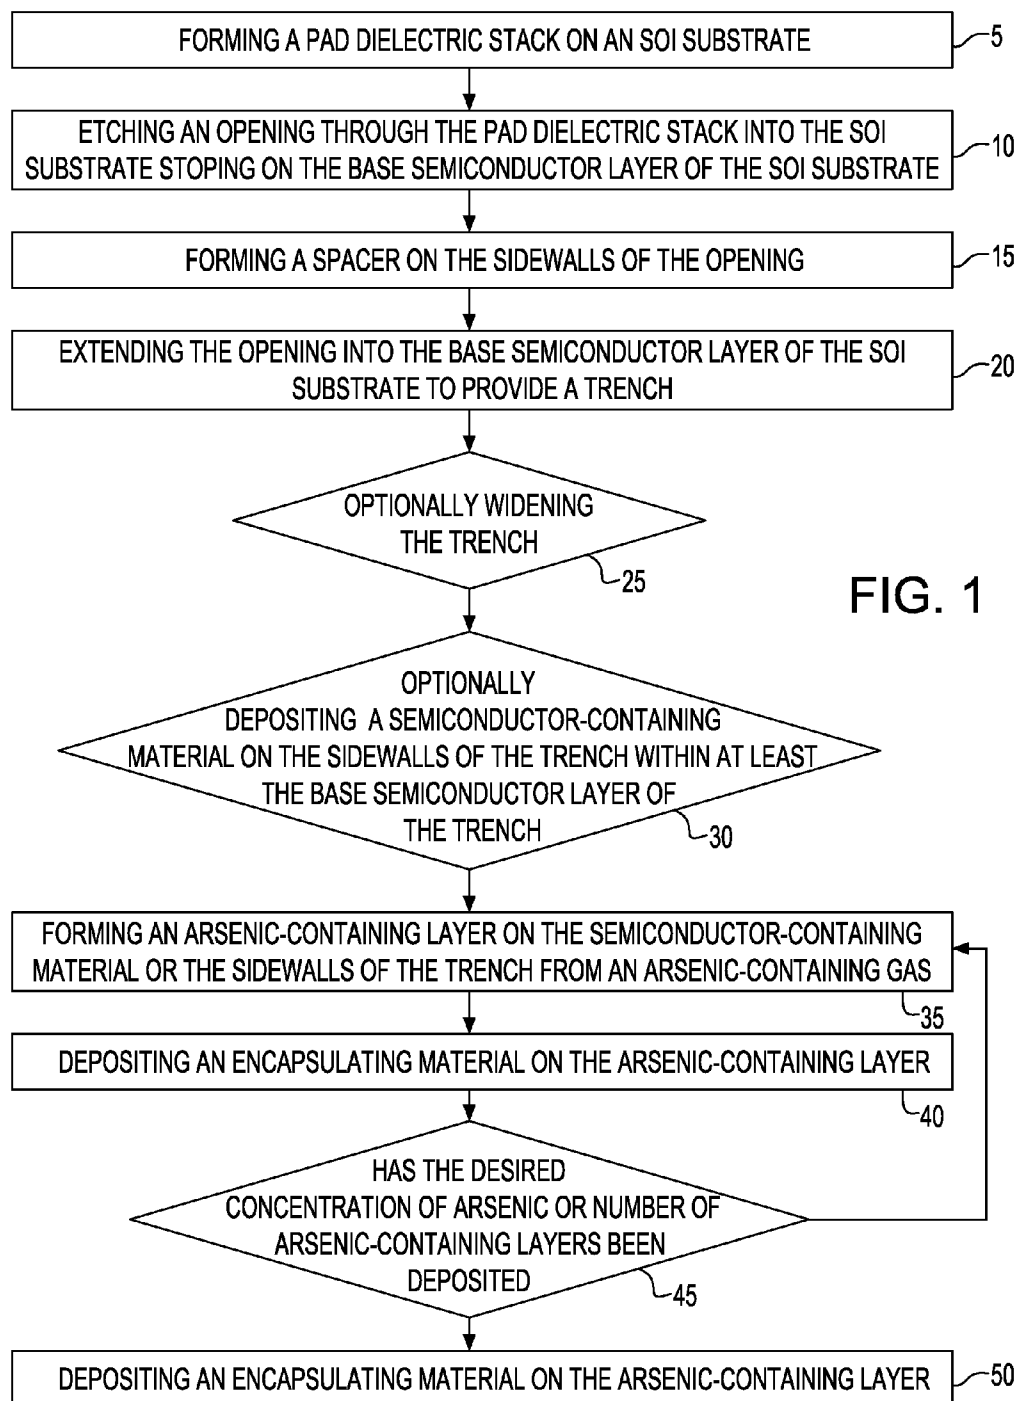 FORMING A PAD DIELECTRIC STACK ON AN SOI SUBSTRATE
5
ETCHING AN OPENING THROUGH THE PAD DIELECTRIC STACK INTO THE SOI
SUBSTRATE STOPING ON THE BASE SEMICONDUCTOR LAYER OF THE SOI SUBSTRATE
10
FORMING A SPACER ON THE SIDEWALLS OF THE OPENING
15
EXTENDING THE OPENING INTO THE BASE SEMICONDUCTOR LAYER OF THE SOI
SUBSTRATE TO PROVIDE A TRENCH
20
OPTIONALLY WIDENING
THE TRENCH
25
FIG. 1
OPTIONALLY
DEPOSITING A SEMICONDUCTOR-CONTAINING
MATERIAL ON THE SIDEWALLS OF THE TRENCH WITHIN AT LEAST
THE BASE SEMICONDUCTOR LAYER OF
THE TRENCH
30
FORMING AN ARSENIC-CONTAINING LAYER ON THE SEMICONDUCTOR-CONTAINING
MATERIAL OR THE SIDEWALLS OF THE TRENCH FROM AN ARSENIC-CONTAINING GAS
35
DEPOSITING AN ENCAPSULATING MATERIAL ON THE ARSENIC-CONTAINING LAYER
40
HAS THE DESIRED
CONCENTRATION OF ARSENIC OR NUMBER OF
ARSENIC-CONTAINING LAYERS BEEN
DEPOSITED
45
DEPOSITING AN ENCAPSULATING MATERIAL ON THE ARSENIC-CONTAINING LAYER
50